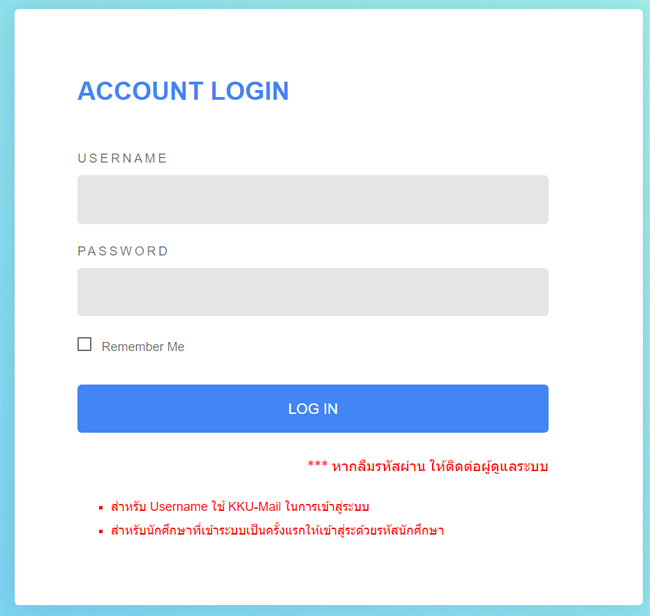 ACCOUNT LOGIN
USERNAME
PASSWORD
Remember Me
LOG IN
*** หากลืมรหัสผ่าน ให้ติดต่อผู้ดูแลระบบ
▪ สำหรับ Username ใช้ KKU-Mail ในการเข้าสู่ระบบ
▪ สำหรับนักศึกษาที่เข้าระบบเป็นครั้งแรกให้เข้าสู่ระด้วยรหัสนักศึกษา